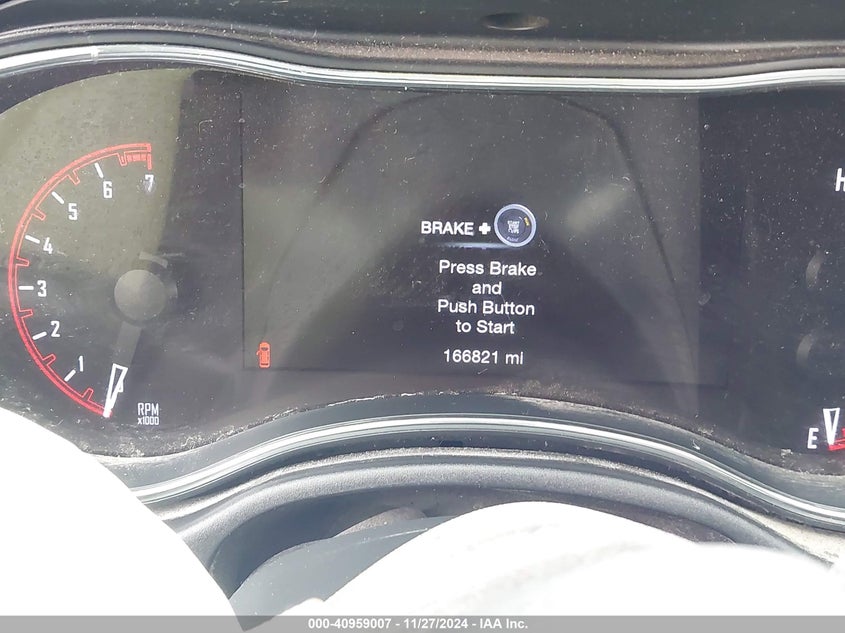 7
6
5
4
3
2
1
RPM
x1000
BRAKE +
Press Brake
and
Push Button
to Start
166821 mi
H
E
000-40959007 - 11/27/2024 - IAA Inc.